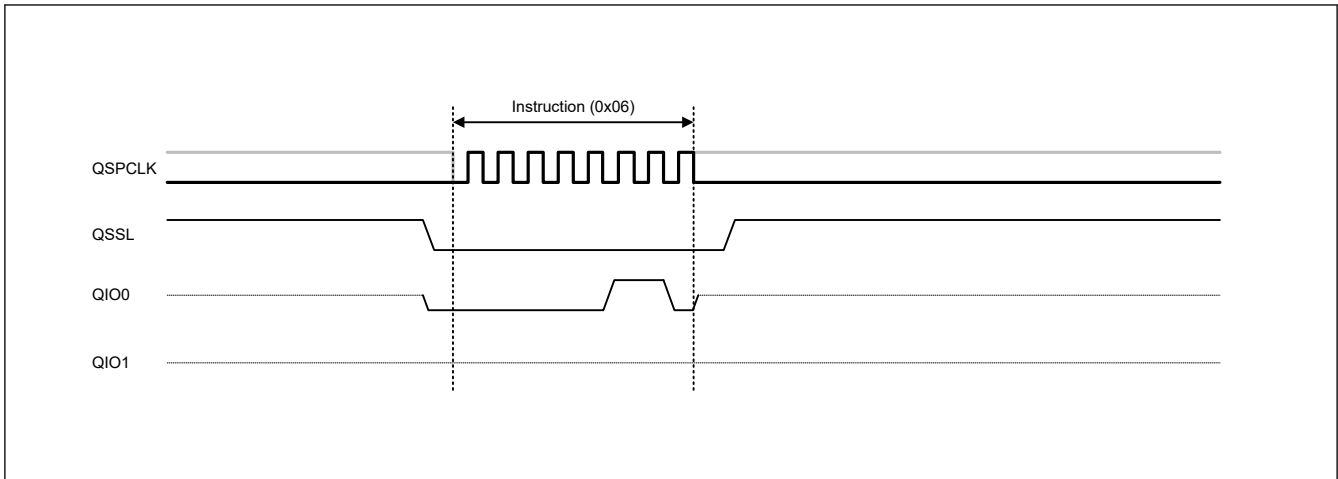 Instruction (0x06)
QSPCLK
QSSL
QIO0
QIO1